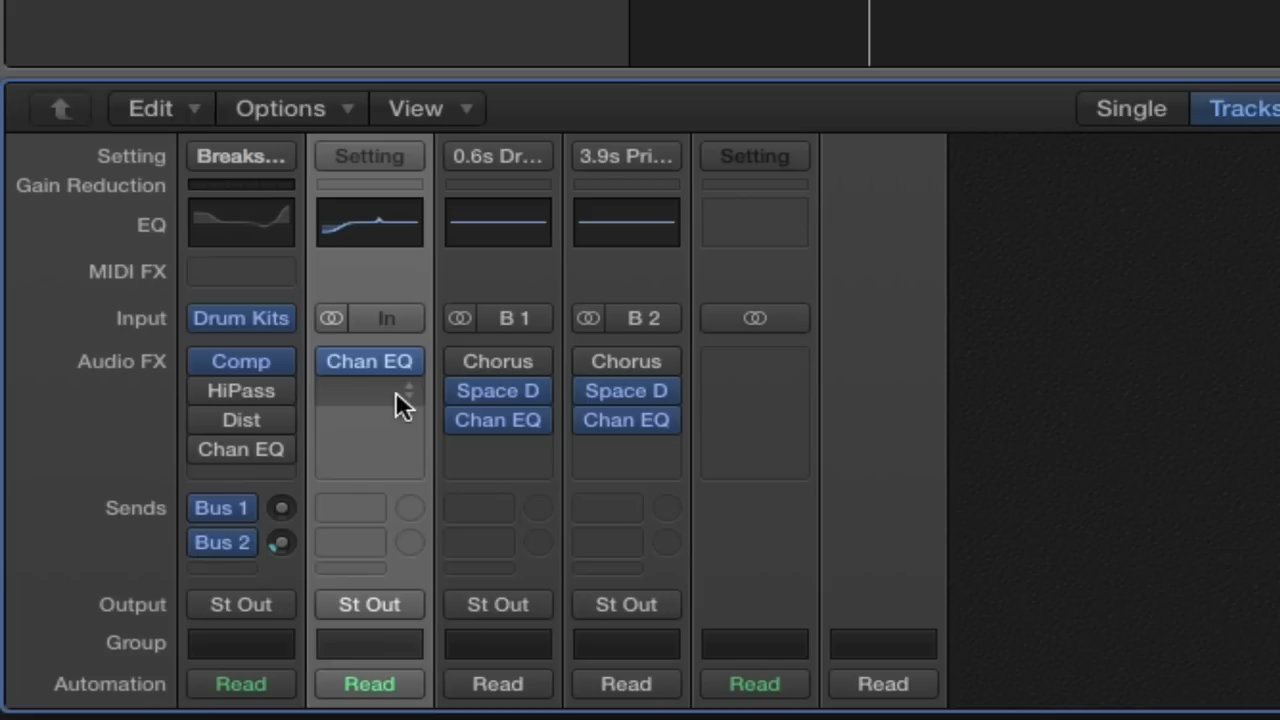 Edit Options View Single Tracks
Setting Breaks... Setting 0.6s Dr... 3.9s Pri... Setting
Gain Reduction
EQ
MIDI FX
Input Drum Kits In B 1 B 2
Audio FX Comp Chan EQ Chorus Chorus
HiPass Space D Space D
Dist Chan EQ Chan EQ
Chan EQ
Sends Bus 1
Bus 2
Output St Out St Out St Out St Out
Group
Automation Read Read Read Read Read Read